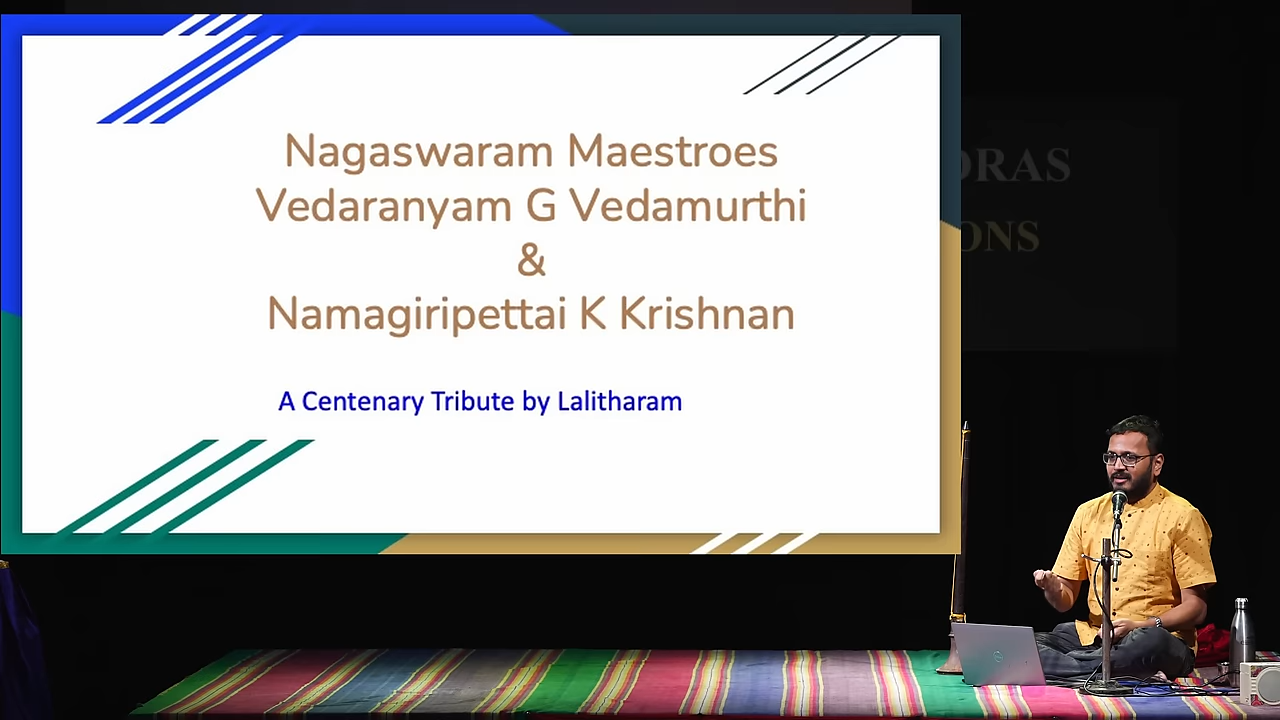 Nagaswaram Maestroes
Vedaranyam G Vedamurthi
&
Namagiripettai K Krishnan
A Centenary Tribute by Lalitharam